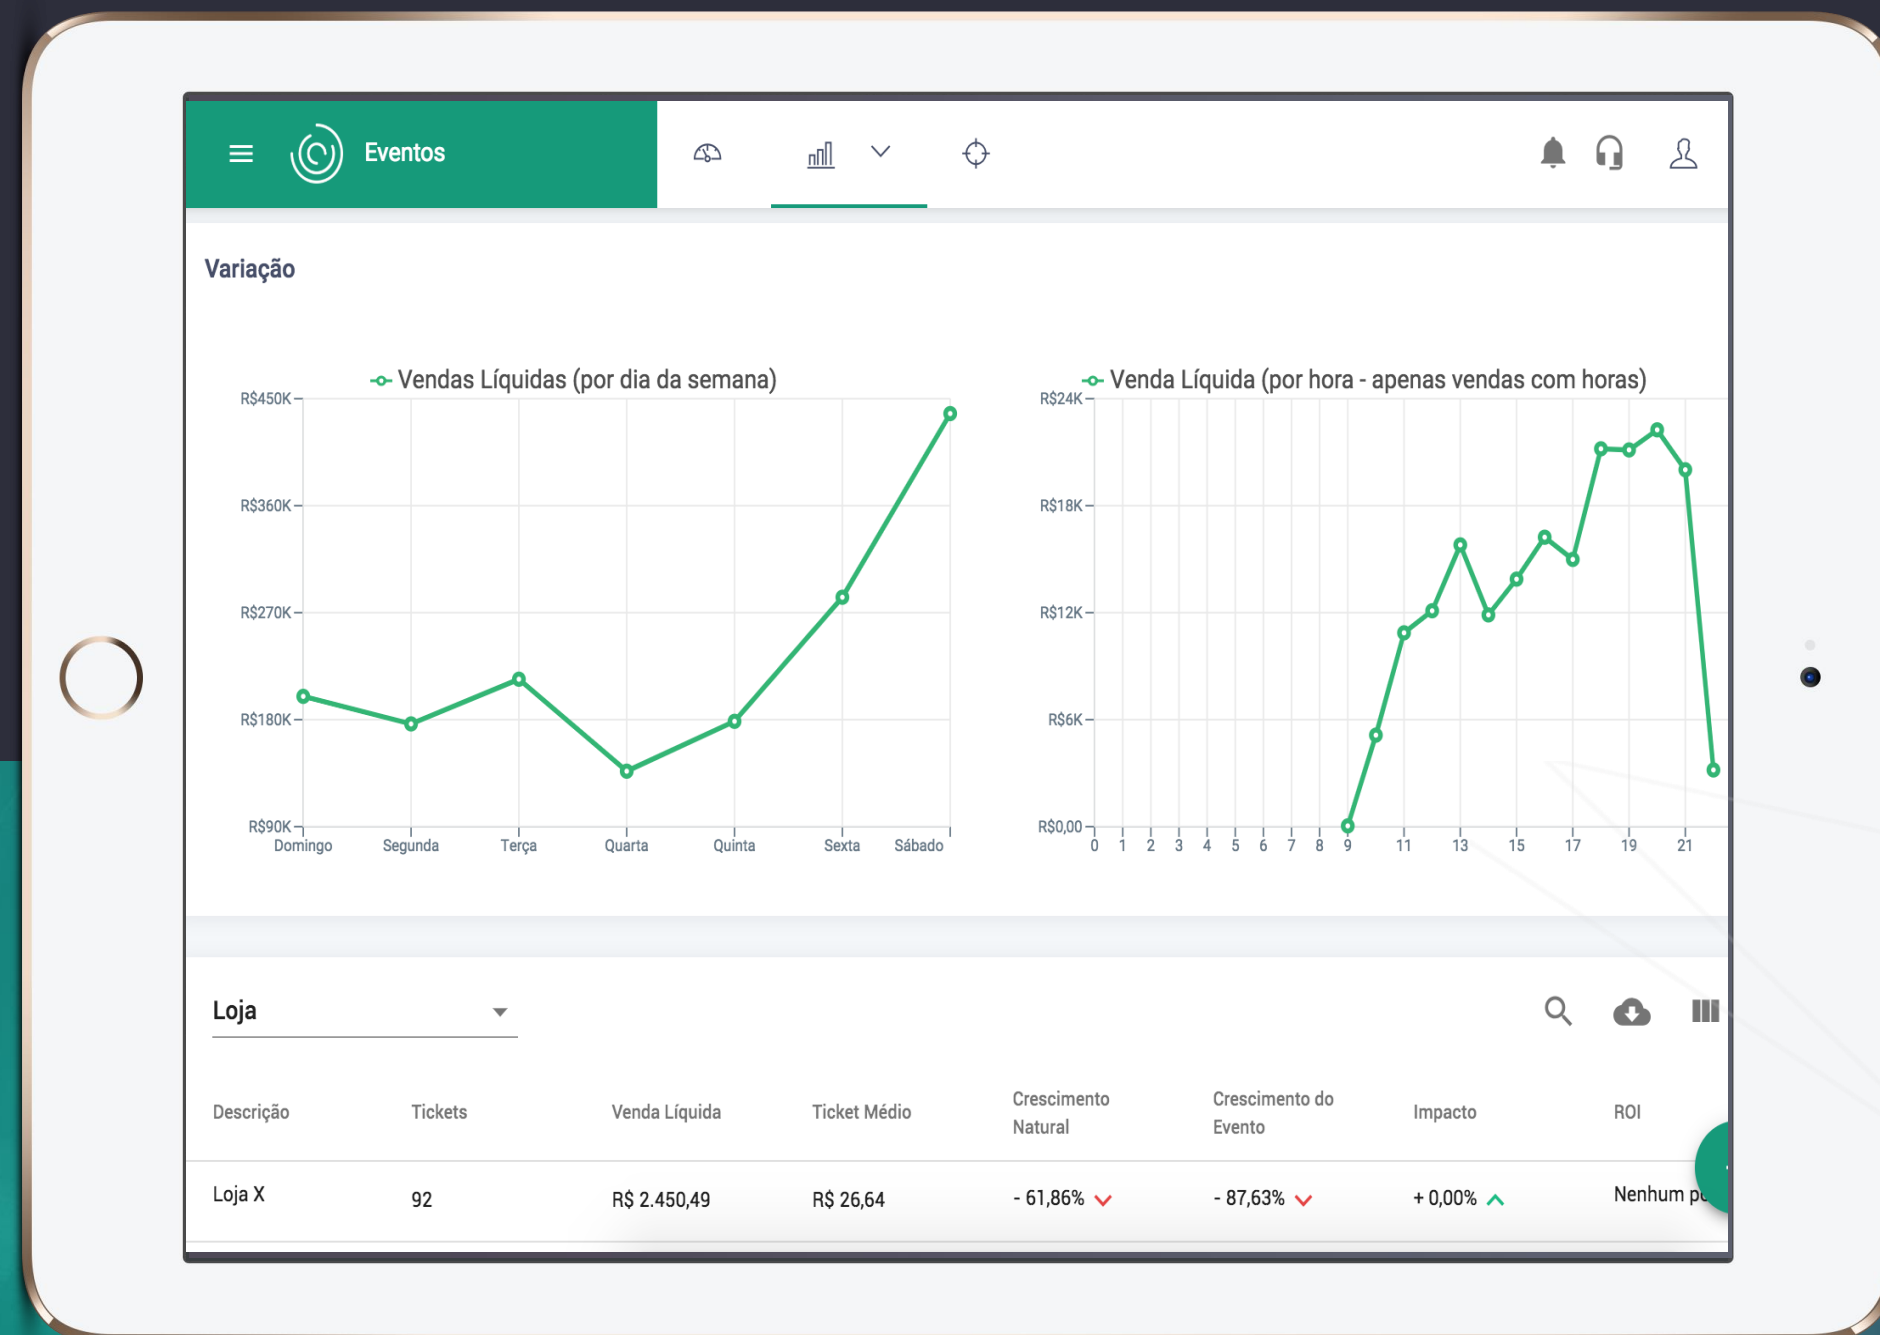 Eventos
Variação
Vendas Líquidas (por dia da semana)
R$450K
R$360K
R$270K
R$180K
R$90K
Domingo Segunda Terça Quarta Quinta Sexta Sábado
Venda Líquida (por hora - apenas vendas com horas)
R$24K
R$18K
R$12K
R$6K
R$0,00
0 1 2 3 4 5 6 7 8 9 11 13 15 17 19 21
Loja
Descrição Tickets Venda Líquida Ticket Médio Crescimento Natural Crescimento do Evento Impacto ROI
Loja X 92 R$ 2.450,49 R$ 26,64 - 61,86% - 87,63% + 0,00% Nenhum